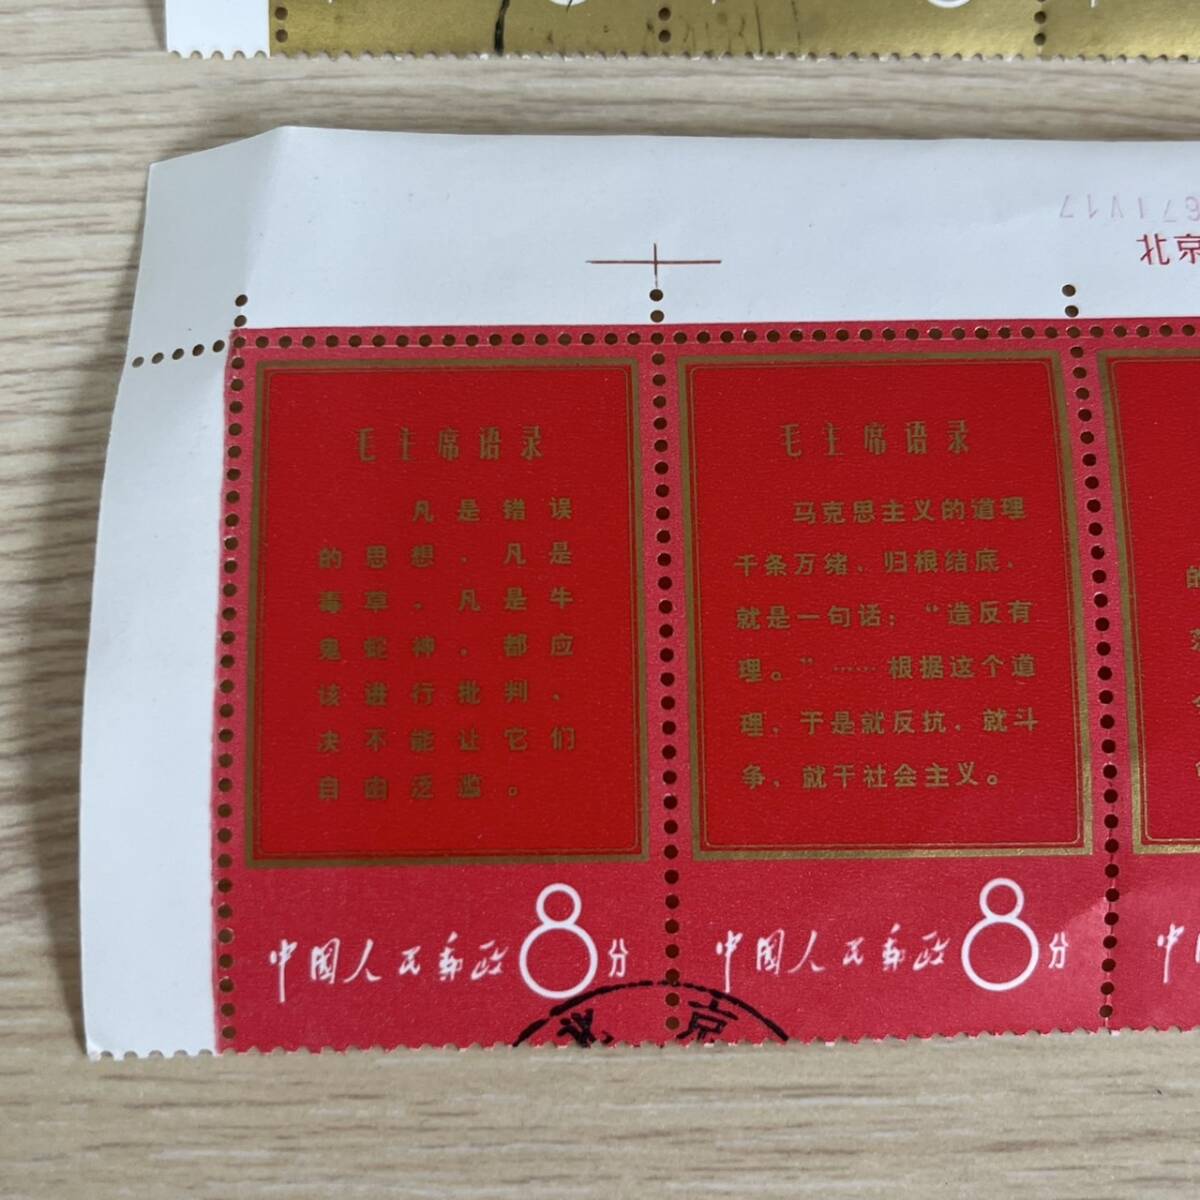 671V17
北京
毛主席语录
凡是错误
的思想、凡是
毒草、凡是牛
鬼蛇神，都应
该进行批判，
决不能让它们
自由泛滥。
中国人民邮政 8分
毛主席语录
马克思主义的道理
千条万绪，归根结底，
就是一句话：“造反有
理。”……根据这个道
理，于是就反抗，就斗
争，就干社会主义。
中国人民邮政 8分
的
中
北京